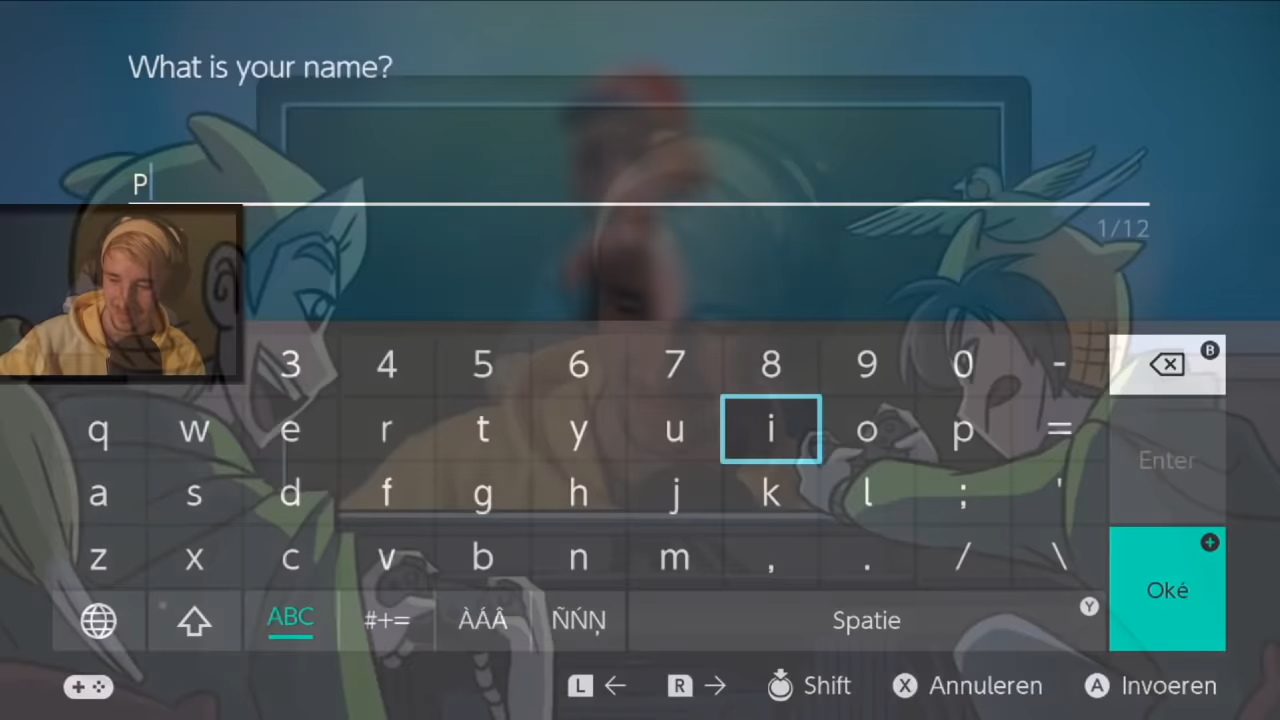 What is your name?
P
1/12
3 4 5 6 7 8 9 0 - B
q w e r t y u i o p =
Enter
a s d f g h j k l ; '
z x c v b n m , . / \
+ Oké
ABC #+= ÀÁÂ ÑŃŅ Spatie Y
L ← R → Shift X Annuleren A Invoeren